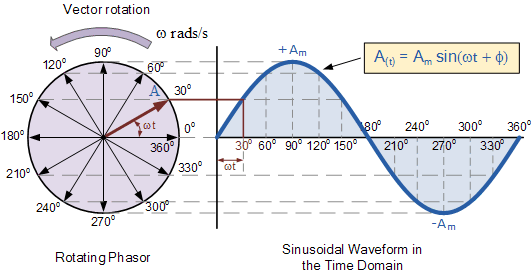 Vector rotation
ω rads/s
+Aₘ
A₍ₜ₎ = Aₘ sin(ωt + ϕ)
90°
120°
60°
150°
A
30°
180°
ωt
0°
360°
210°
330°
240°
300°
270°
30° 60° 90° 120° 150° 180° 210° 240° 270° 300° 330° 360°
ωt
-Aₘ
Rotating Phasor
Sinusoidal Waveform in
the Time Domain